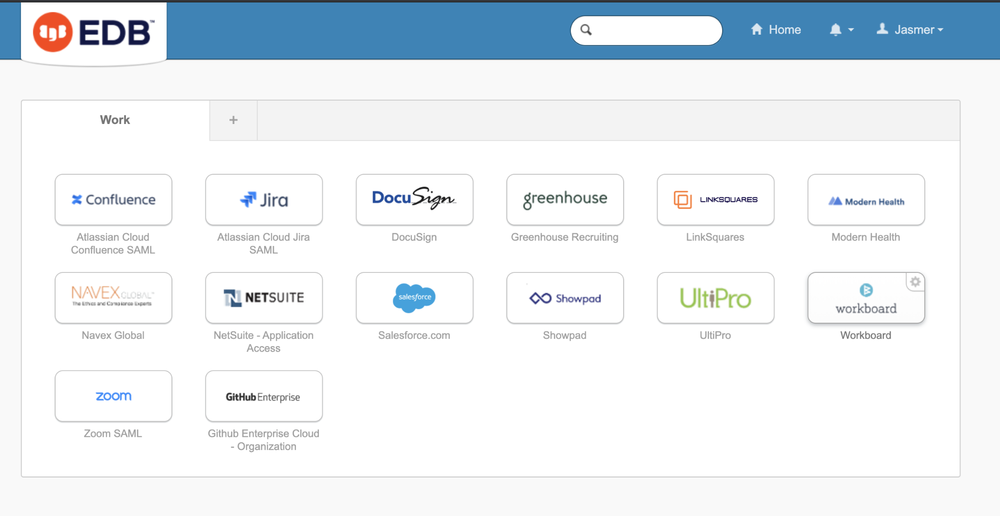 EDB™
Home
Jasmer
Work
+
Confluence
Jira
DocuSign
greenhouse
LINKSQUARES
Modern Health
Atlassian Cloud
Confluence SAML
Atlassian Cloud Jira
SAML
DocuSign
Greenhouse Recruiting
LinkSquares
Modern Health
NAVEX GLOBAL™
The Ethics and Compliance Experts
NETSUITE
salesforce
Showpad
UltiPro
workboard
Navex Global
NetSuite - Application
Access
Salesforce.com
Showpad
UltiPro
Workboard
zoom
GitHub Enterprise
Zoom SAML
Github Enterprise Cloud
- Organization